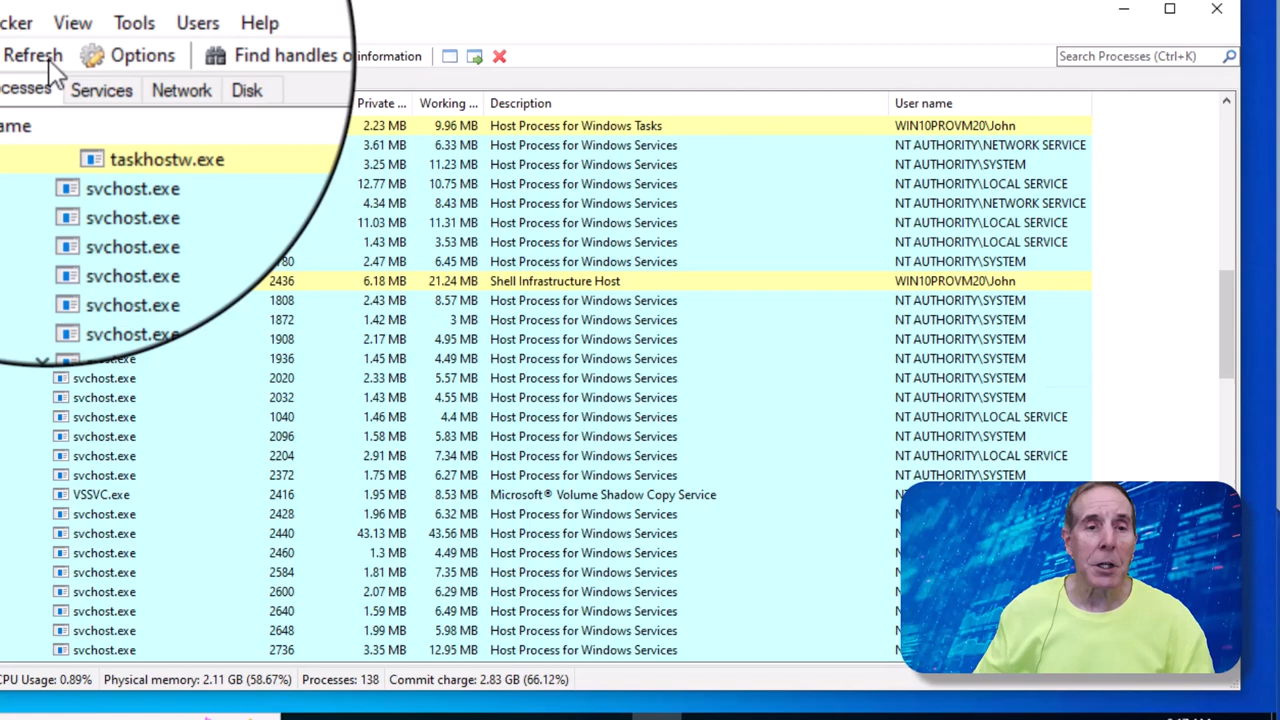 cker View Tools Users Help
Refresh Options Find handles o information Search Processes (Ctrl+K)
ocesses Services Network Disk
ame Private ... Working ... Description User name
2.23 MB 9.96 MB Host Process for Windows Tasks WIN10PROVM20\John
3.61 MB 6.33 MB Host Process for Windows Services NT AUTHORITY\NETWORK SERVICE
taskhostw.exe 3.25 MB 11.23 MB Host Process for Windows Services NT AUTHORITY\SYSTEM
svchost.exe 12.77 MB 10.75 MB Host Process for Windows Services NT AUTHORITY\LOCAL SERVICE
4.34 MB 8.43 MB Host Process for Windows Services NT AUTHORITY\NETWORK SERVICE
svchost.exe 11.03 MB 11.31 MB Host Process for Windows Services NT AUTHORITY\LOCAL SERVICE
svchost.exe 1.43 MB 3.53 MB Host Process for Windows Services NT AUTHORITY\LOCAL SERVICE
780 2.47 MB 6.45 MB Host Process for Windows Services NT AUTHORITY\SYSTEM
svchost.exe 2436 6.18 MB 21.24 MB Shell Infrastructure Host WIN10PROVM20\John
svchost.exe 1808 2.43 MB 8.57 MB Host Process for Windows Services NT AUTHORITY\SYSTEM
1872 1.42 MB 3 MB Host Process for Windows Services NT AUTHORITY\SYSTEM
svchost.exe 1908 2.17 MB 4.95 MB Host Process for Windows Services NT AUTHORITY\SYSTEM
st.exe 1936 1.45 MB 4.49 MB Host Process for Windows Services NT AUTHORITY\SYSTEM
svchost.exe 2020 2.33 MB 5.57 MB Host Process for Windows Services NT AUTHORITY\SYSTEM
svchost.exe 2032 1.43 MB 4.55 MB Host Process for Windows Services NT AUTHORITY\SYSTEM
svchost.exe 1040 1.46 MB 4.4 MB Host Process for Windows Services NT AUTHORITY\LOCAL SERVICE
svchost.exe 2096 1.58 MB 5.83 MB Host Process for Windows Services NT AUTHORITY\SYSTEM
svchost.exe 2204 2.91 MB 7.34 MB Host Process for Windows Services NT AUTHORITY\LOCAL SERVICE
svchost.exe 2372 1.75 MB 6.27 MB Host Process for Windows Services NT AUTHORITY\SYSTEM
VSSVC.exe 2416 1.95 MB 8.53 MB Microsoft® Volume Shadow Copy Service
svchost.exe 2428 1.96 MB 6.32 MB Host Process for Windows Services
svchost.exe 2440 43.13 MB 43.56 MB Host Process for Windows Services
svchost.exe 2460 1.3 MB 4.49 MB Host Process for Windows Services
svchost.exe 2584 1.81 MB 7.35 MB Host Process for Windows Services
svchost.exe 2600 2.07 MB 6.29 MB Host Process for Windows Services
svchost.exe 2640 1.59 MB 6.49 MB Host Process for Windows Services
svchost.exe 2648 1.99 MB 5.98 MB Host Process for Windows Services
svchost.exe 2736 3.35 MB 12.95 MB Host Process for Windows Services
CPU Usage: 0.89% Physical memory: 2.11 GB (58.67%) Processes: 138 Commit charge: 2.83 GB (66.12%)